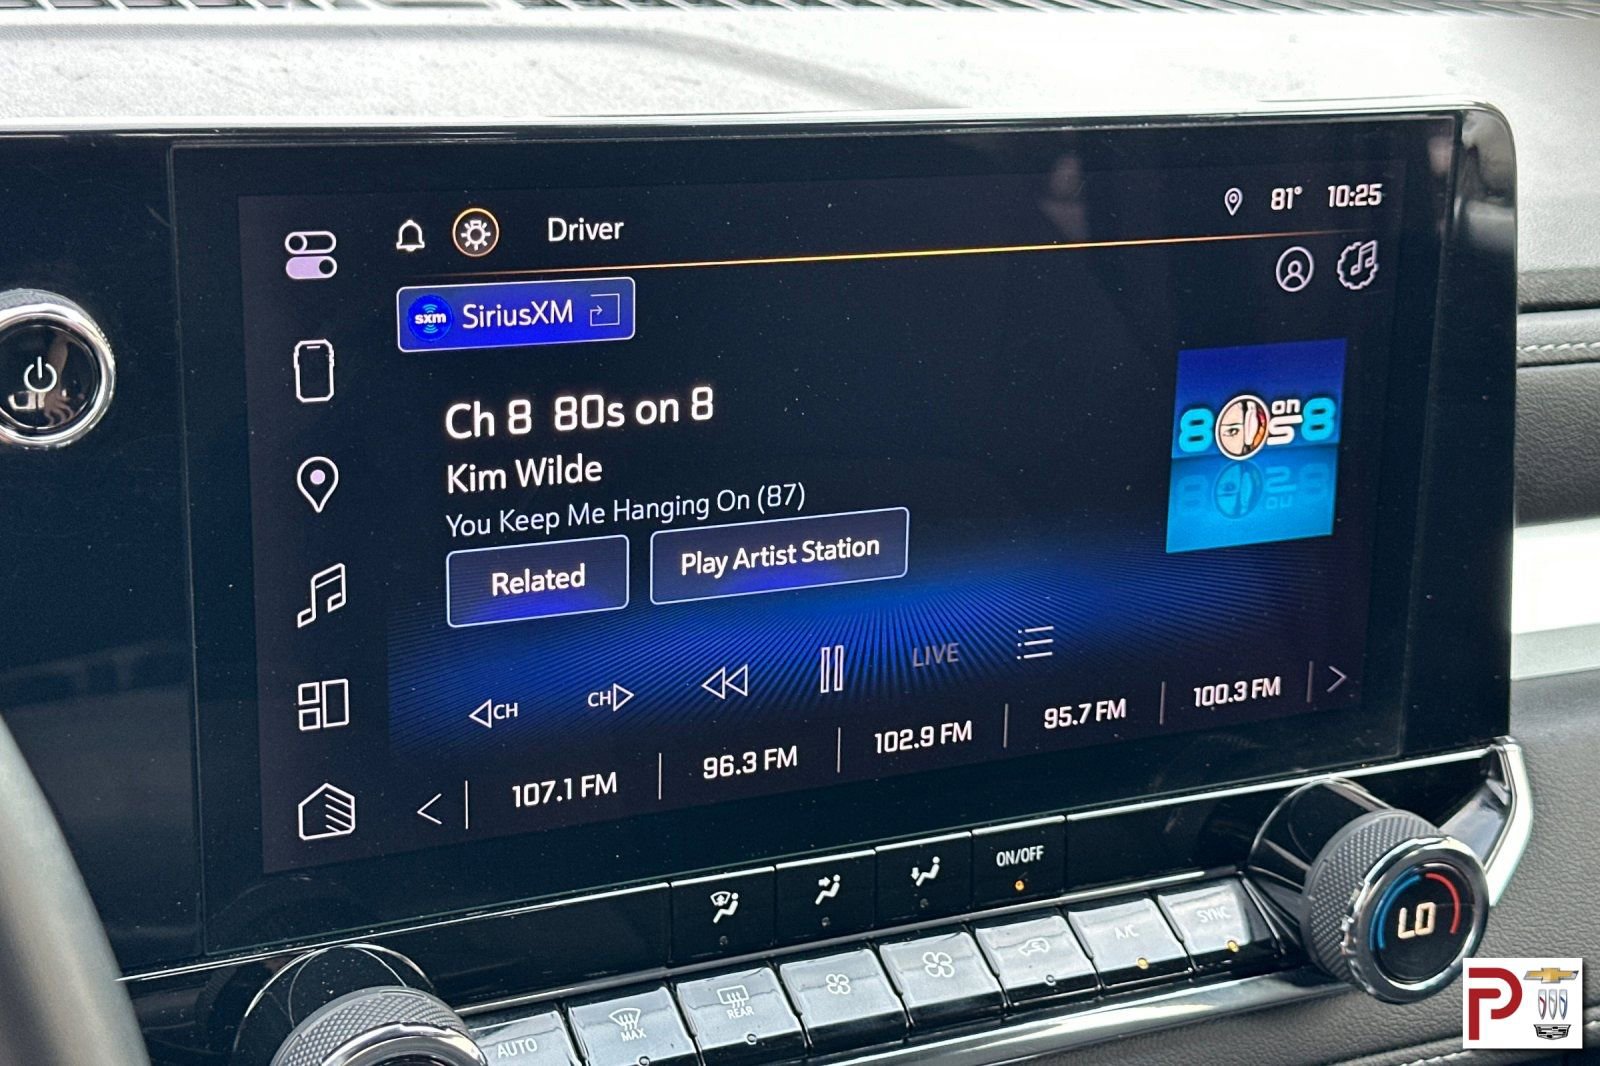 Driver
81° 10:25
sxm SiriusXM
Ch 8 80s on 8
Kim Wilde
You Keep Me Hanging On (87)
80s on 8
Related
Play Artist Station
CH
CH
LIVE
107.1 FM
96.3 FM
102.9 FM
95.7 FM
100.3 FM
ON/OFF
AUTO
MAX
REAR
A/C
SYNC
LO
P